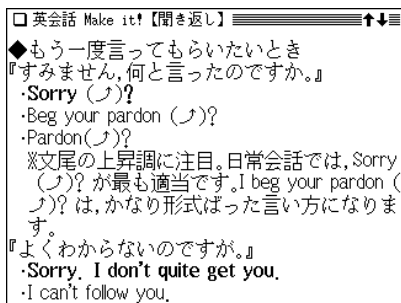 □ 英会話 Make it!【聞き返し】
◆もう一度言ってもらいたいとき
『すみません,何と言ったのですか。』
·Sorry (⤴)?
·Beg your pardon (⤴)?
·Pardon(⤴)?
※文尾の上昇調に注目。日常会話では, Sorry
(⤴)? が最も適当です。I beg your pardon (
⤴)? は, かなり形式ばった言い方になりま
す。
『よくわからないのですが。』
·Sorry. I don't quite get you.
·I can't follow you.